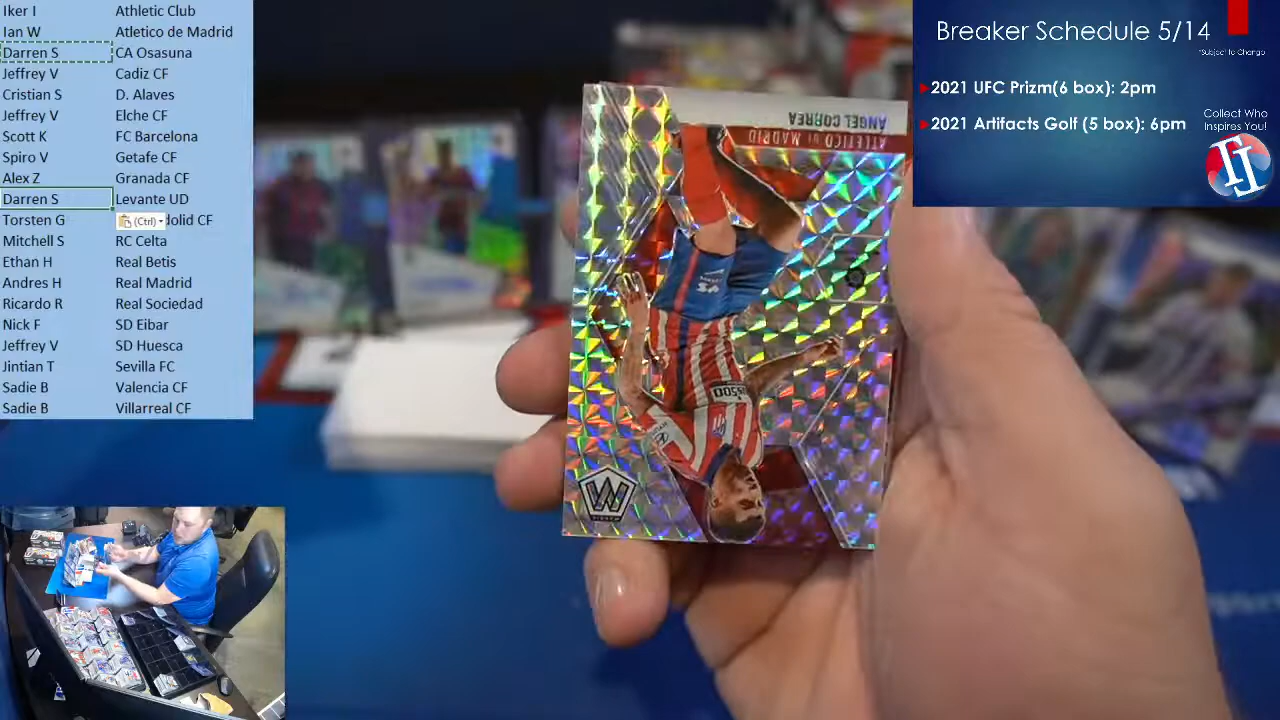 Iker I Athletic Club
Ian W Atletico de Madrid
Darren S CA Osasuna
Jeffrey V Cadiz CF
Cristian S D. Alaves
Jeffrey V Elche CF
Scott K FC Barcelona
Spiro V Getafe CF
Alex Z Granada CF
Darren S Levante UD
Torsten G (Ctrl) dolid CF
Mitchell S RC Celta
Ethan H Real Betis
Andres H Real Madrid
Ricardo R Real Sociedad
Nick F SD Eibar
Jeffrey V SD Huesca
Jintian T Sevilla FC
Sadie B Valencia CF
Sadie B Villarreal CF
ANGEL CORREA
ATLETICO DE MADRID
Breaker Schedule 5/14
*Subject to Change
2021 UFC Prizm(6 box): 2pm
2021 Artifacts Golf (5 box): 6pm
Collect Who
Inspires You!